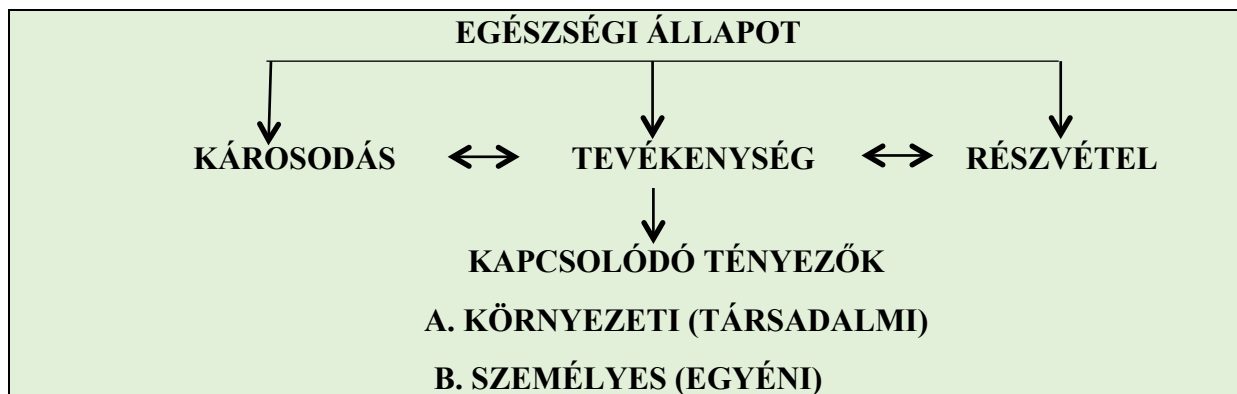 EGÉSZSÉGI ÁLLAPOT
KÁROSODÁS TEVÉKENYSÉG RÉSZVÉTEL
KAPCSOLÓDÓ TÉNYEZŐK
A. KÖRNYEZETI (TÁRSADALMI)
B. SZEMÉLYES (EGYÉNI)